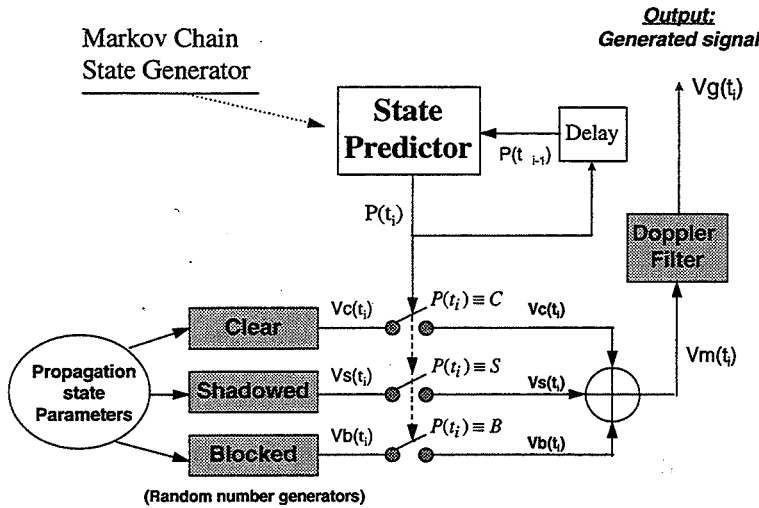 Output:
Generated signal
Markov Chain
State Generator
Vg(ti)
State
Predictor
Delay
P(t i-1)
P(ti)
Doppler
Filter
Clear
Vc(ti)
P(ti) ≡ C
Vc(ti)
Vm(ti)
Propagation
state
Parameters
Shadowed
Vs(ti)
P(ti) ≡ S
Vs(ti)
Blocked
Vb(ti)
P(ti) ≡ B
Vb(ti)
(Random number generators)